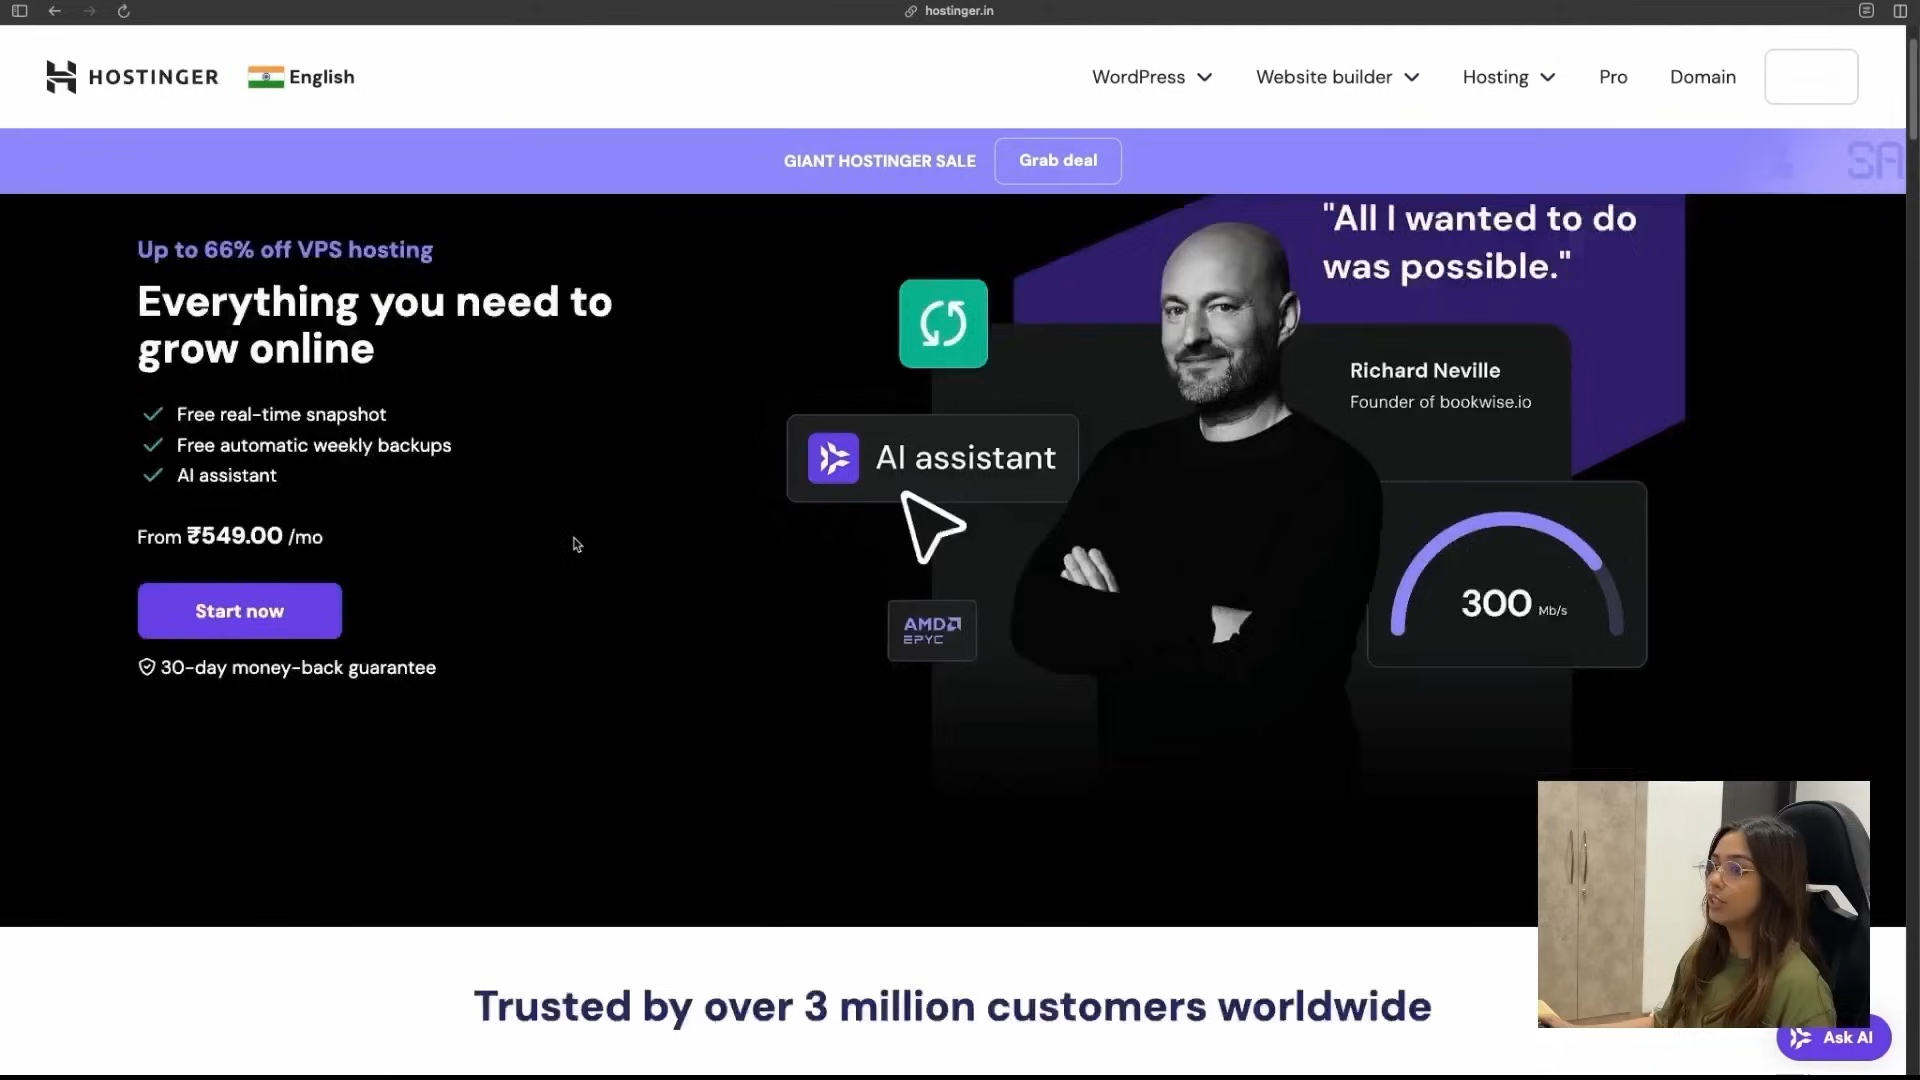 hostinger.in
HOSTINGER
English
WordPress
Website builder
Hosting
Pro
Domain
GIANT HOSTINGER SALE
Grab deal
SA
Up to 66% off VPS hosting
Everything you need to
grow online
Free real-time snapshot
Free automatic weekly backups
AI assistant
From ₹549.00 /mo
Start now
30-day money-back guarantee
"All I wanted to do
was possible."
Richard Neville
Founder of bookwise.io
AI assistant
AMD
EPYC
300 Mb/s
Trusted by over 3 million customers worldwide
Ask AI